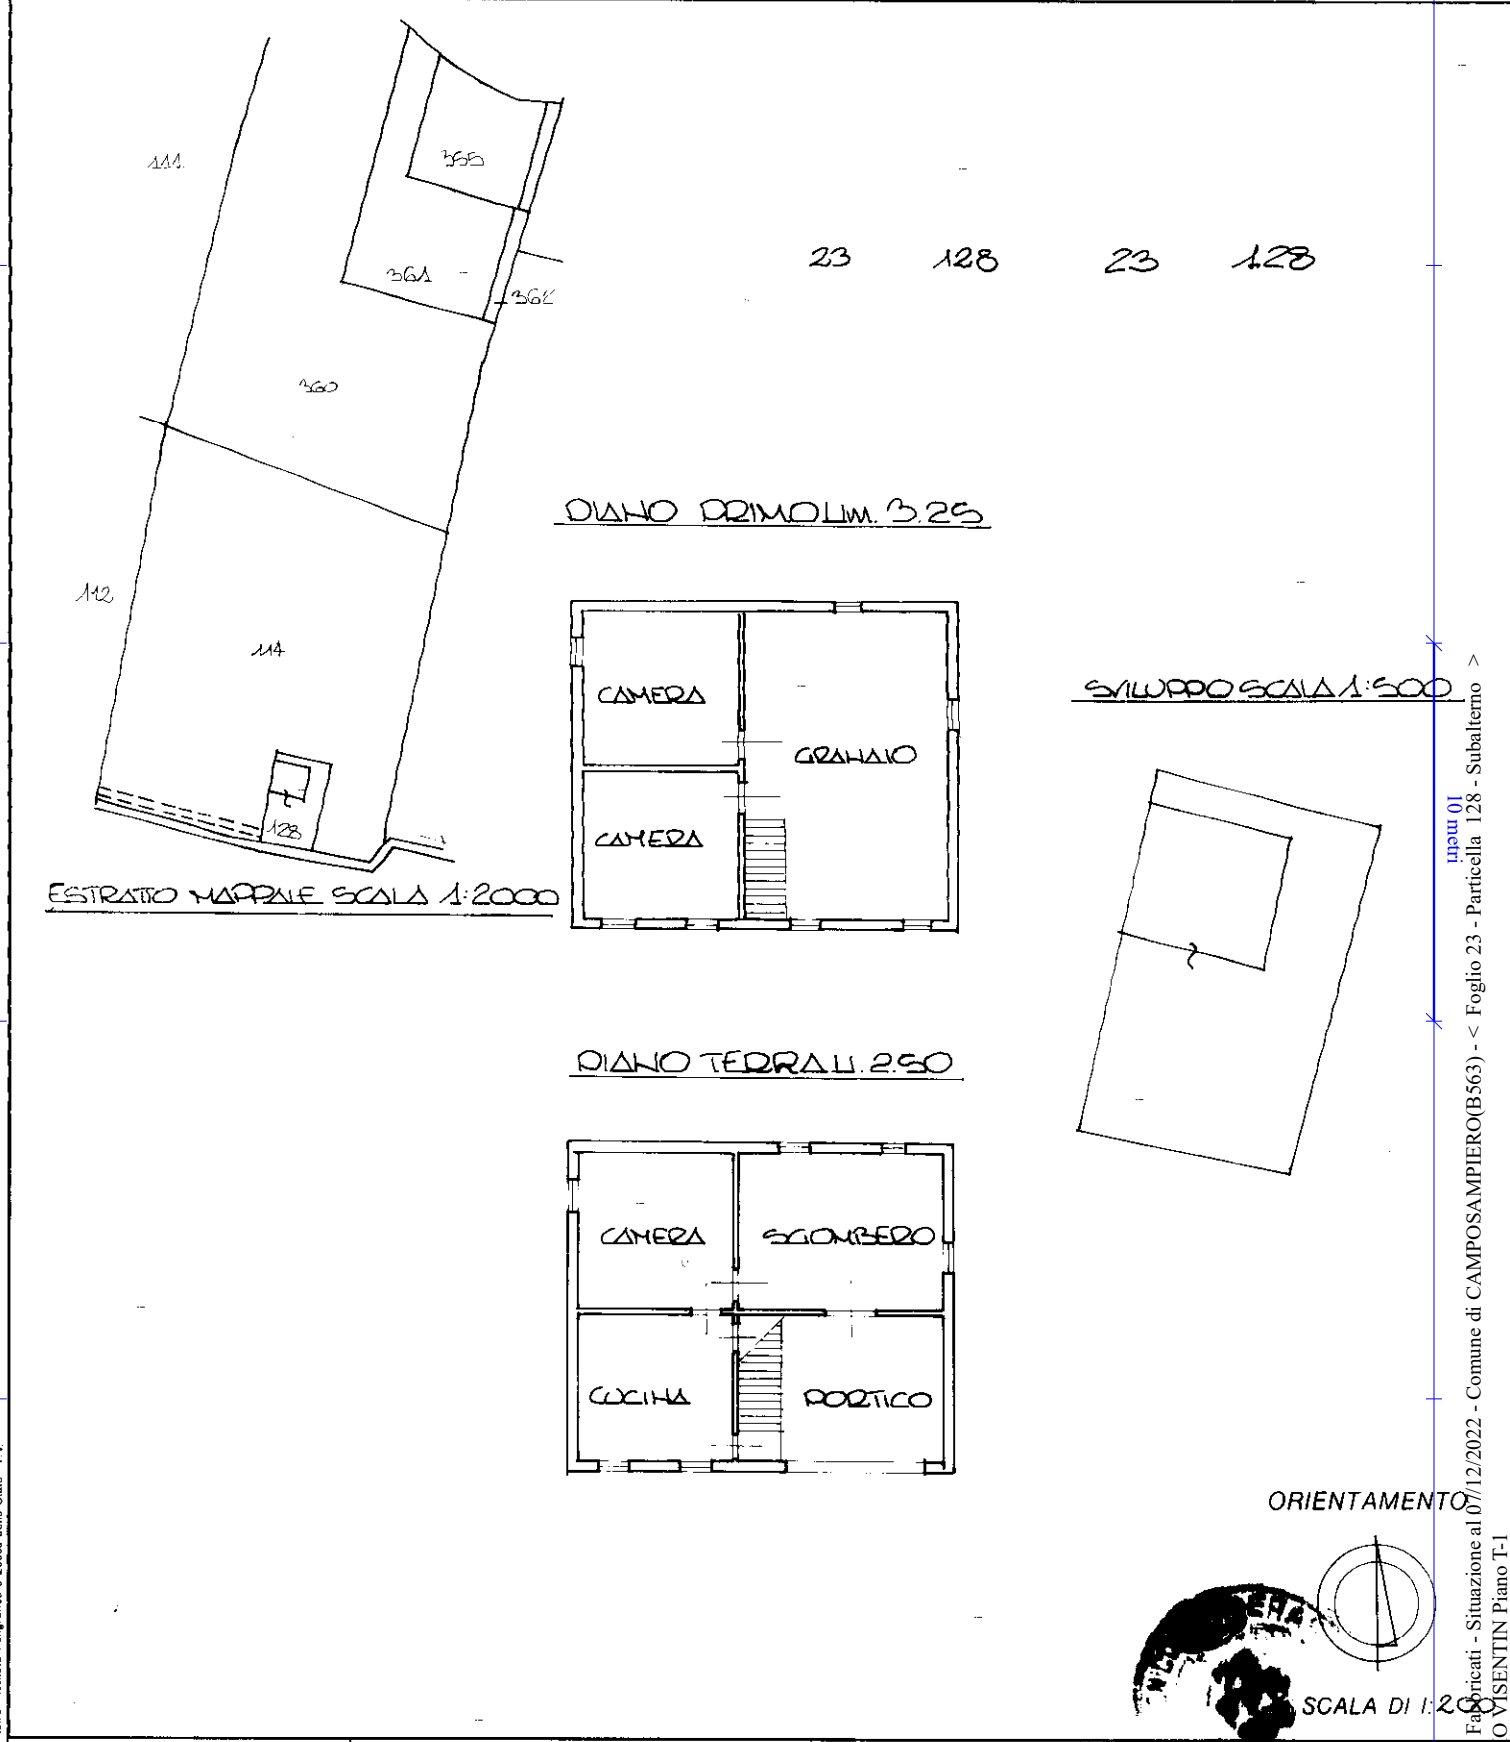 111
355
361
362
360
23 128 23 128
PIANO PRIMO H.M. 3.25
112
114
128
ESTRATTO MAPPALE SCALA 1:2000
CAMERA
GRANAIO
CAMERA
SVILUPPO SCALA 1:500
10 metri
PIANO TERRA H. 2.50
CAMERA
SGOMBERO
CUCINA
PORTICO
ORIENTAMENTO
SCALA DI 1:200
Fabbricati - Situazione al 07/12/2022 - Comune di CAMPOSAMPIERO(B563) - < Foglio 23 - Particella 128 - Subalterno >
O VISENTIN Piano T-1